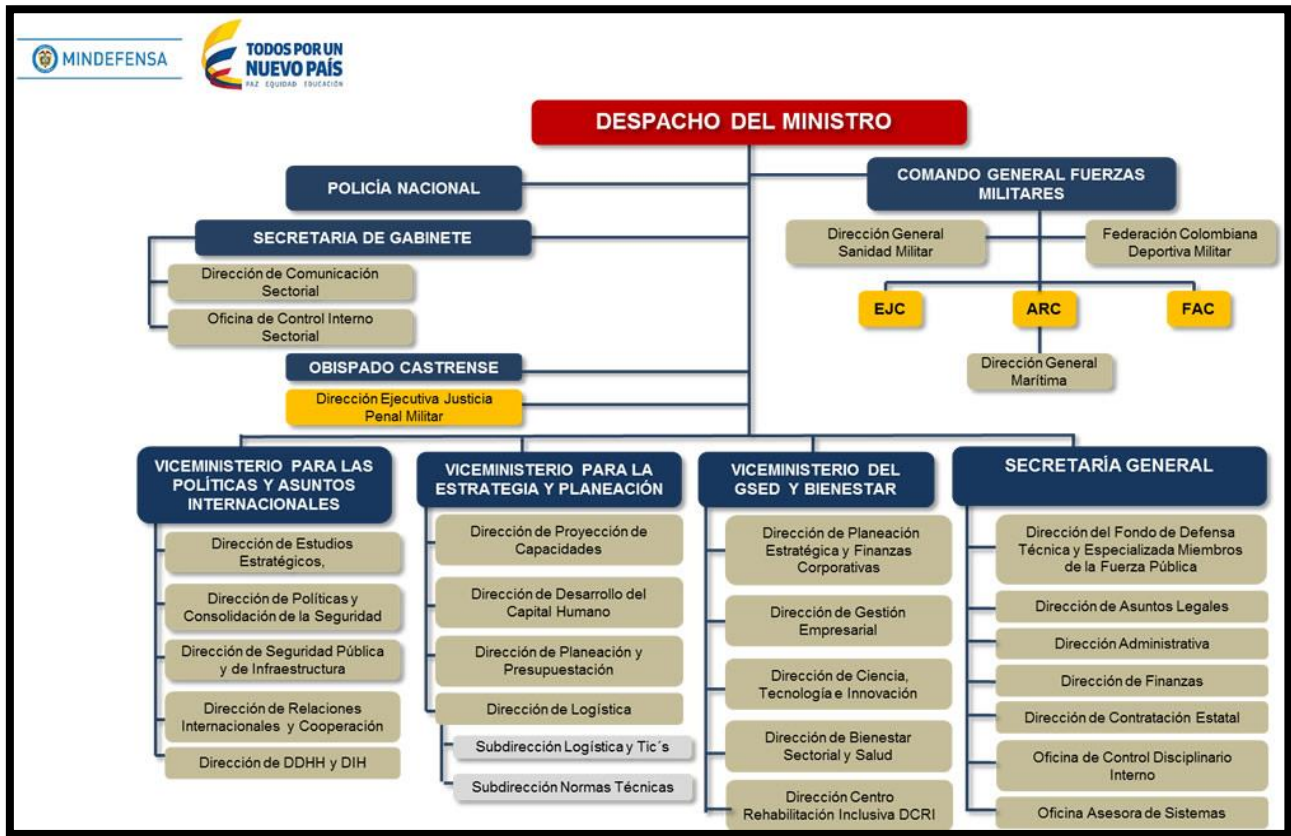 MINDEFENSA
TODOS POR UN
NUEVO PAÍS
PAZ EQUIDAD EDUCACIÓN
DESPACHO DEL MINISTRO
POLICÍA NACIONAL
COMANDO GENERAL FUERZAS
MILITARES
SECRETARIA DE GABINETE
Dirección de Comunicación
Sectorial
Oficina de Control Interno
Sectorial
Dirección General
Sanidad Militar
Federación Colombiana
Deportiva Militar
EJC
ARC
FAC
Dirección General
Marítima
OBISPADO CASTRENSE
Dirección Ejecutiva Justicia
Penal Militar
VICEMINISTERIO PARA LAS
POLÍTICAS Y ASUNTOS
INTERNACIONALES
Dirección de Estudios
Estratégicos,
Dirección de Políticas y
Consolidación de la Seguridad
Dirección de Seguridad Pública
y de Infraestructura
Dirección de Relaciones
Internacionales y Cooperación
Dirección de DDHH y DIH
VICEMINISTERIO PARA LA
ESTRATEGIA Y PLANEACIÓN
Dirección de Proyección de
Capacidades
Dirección de Desarrollo del
Capital Humano
Dirección de Planeación y
Presupuestación
Dirección de Logística
Subdirección Logística y Tic´s
Subdirección Normas Técnicas
VICEMINISTERIO DEL
GSED Y BIENESTAR
Dirección de Planeación
Estratégica y Finanzas
Corporativas
Dirección de Gestión
Empresarial
Dirección de Ciencia,
Tecnología e Innovación
Dirección de Bienestar
Sectorial y Salud
Dirección Centro
Rehabilitación Inclusiva DCRI
SECRETARÍA GENERAL
Dirección del Fondo de Defensa
Técnica y Especializada Miembros
de la Fuerza Pública
Dirección de Asuntos Legales
Dirección Administrativa
Dirección de Finanzas
Dirección de Contratación Estatal
Oficina de Control Disciplinario
Interno
Oficina Asesora de Sistemas